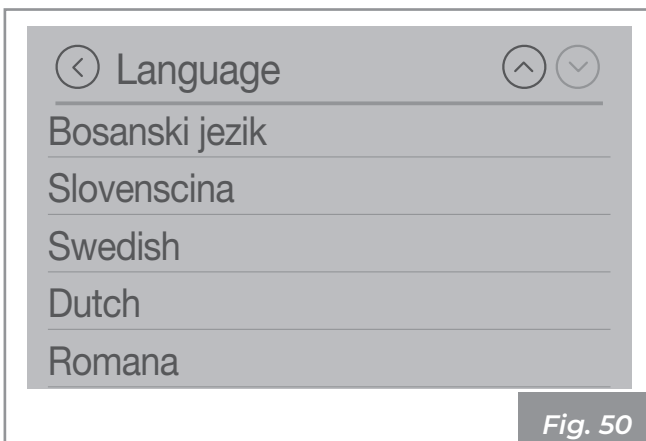 Language
Bosanski jezik
Slovenscina
Swedish
Dutch
Romana
Fig. 50